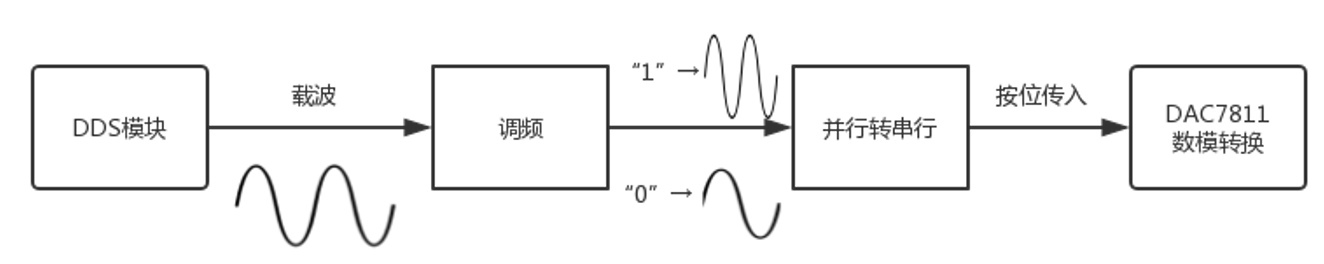 DDS模块
载波
调频
“1” →
“0” →
并行转串行
按位传入
DAC7811
数模转换